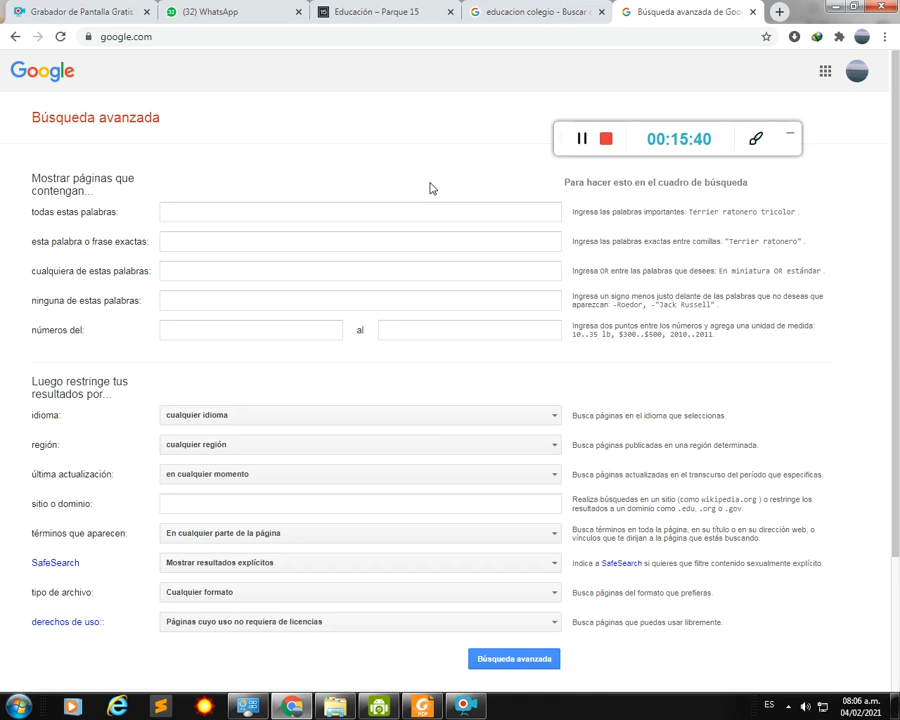 Grabador de Pantalla Gratis
(32) WhatsApp
Educación – Parque 15
educacion colegio - Buscar c
Búsqueda avanzada de Goo
google.com
Google
Búsqueda avanzada
00:15:40
Mostrar páginas que
contengan...
Para hacer esto en el cuadro de búsqueda
todas estas palabras:
Ingresa las palabras importantes: Terrier ratonero tricolor .
esta palabra o frase exactas:
Ingresa las palabras exactas entre comillas: "Terrier ratonero" .
cualquiera de estas palabras:
Ingresa OR entre las palabras que desees: En miniatura OR estándar .
ninguna de estas palabras:
Ingresa un signo menos justo delante de las palabras que no deseas que
aparezcan: -Roedor, -"Jack Russell" .
números del:
al
Ingresa dos puntos entre los números y agrega una unidad de medida:
10..35 lb, $300..$500, 2010..2011.
Luego restringe tus
resultados por...
idioma:
cualquier idioma
Busca páginas en el idioma que seleccionas.
región:
cualquier región
Busca páginas publicadas en una región determinada.
última actualización:
en cualquier momento
Busca páginas actualizadas en el transcurso del período que especificas.
sitio o dominio:
Realiza búsquedas en un sitio (como wikipedia.org ) o restringe los
resultados a un dominio como .edu, .org o .gov.
términos que aparecen:
En cualquier parte de la página
Busca términos en toda la página, en su título o en su dirección web, o
vínculos que te dirijan a la página que estás buscando.
SafeSearch
Mostrar resultados explícitos
Indica a SafeSearch si quieres que filtre contenido sexualmente explícito.
tipo de archivo:
Cualquier formato
Busca páginas del formato que prefieras.
derechos de uso::
Páginas cuyo uso no requiera de licencias
Busca páginas que puedas usar libremente.
Búsqueda avanzada
ES
08:06 a.m.
04/02/2021